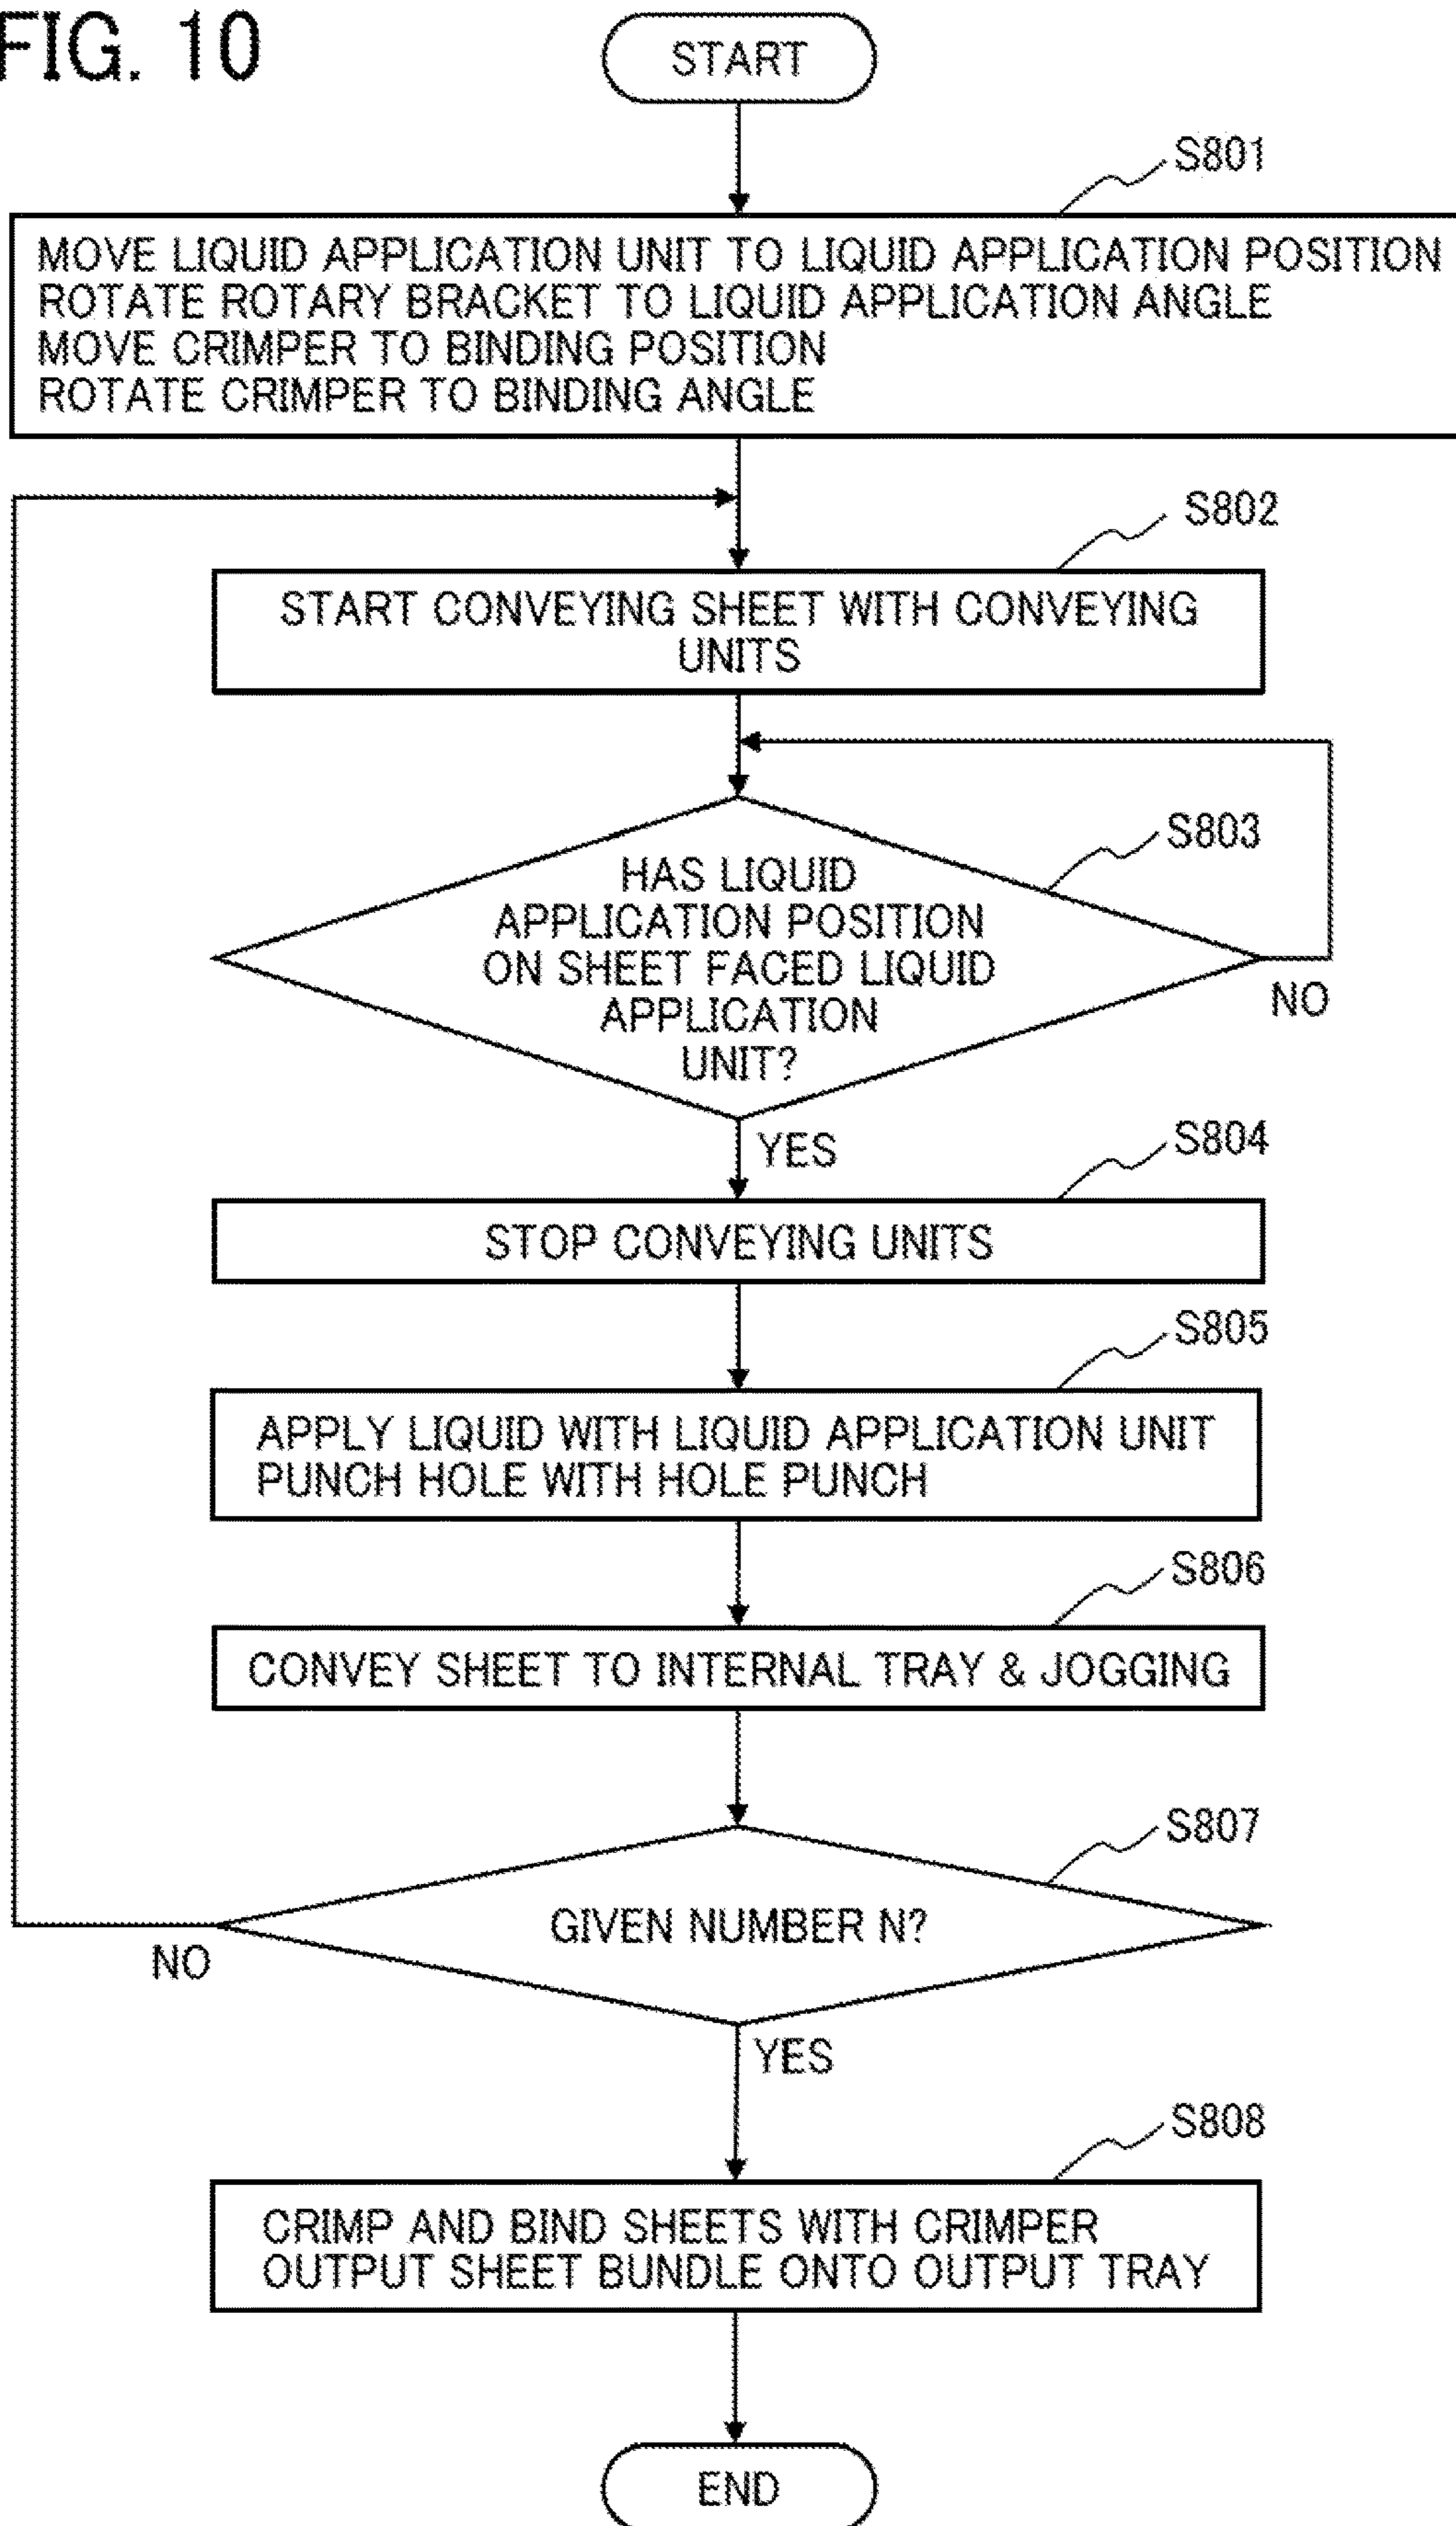 FIG. 10
START
S801
MOVE LIQUID APPLICATION UNIT TO LIQUID APPLICATION POSITION
ROTATE ROTARY BRACKET TO LIQUID APPLICATION ANGLE
MOVE CRIMPER TO BINDING POSITION
ROTATE CRIMPER TO BINDING ANGLE
S802
START CONVEYING SHEET WITH CONVEYING
UNITS
S803
HAS LIQUID
APPLICATION POSITION
ON SHEET FACED LIQUID
APPLICATION
UNIT?
NO
YES
S804
STOP CONVEYING UNITS
S805
APPLY LIQUID WITH LIQUID APPLICATION UNIT
PUNCH HOLE WITH HOLE PUNCH
S806
CONVEY SHEET TO INTERNAL TRAY & JOGGING
S807
GIVEN NUMBER N?
NO
YES
S808
CRIMP AND BIND SHEETS WITH CRIMPER
OUTPUT SHEET BUNDLE ONTO OUTPUT TRAY
END